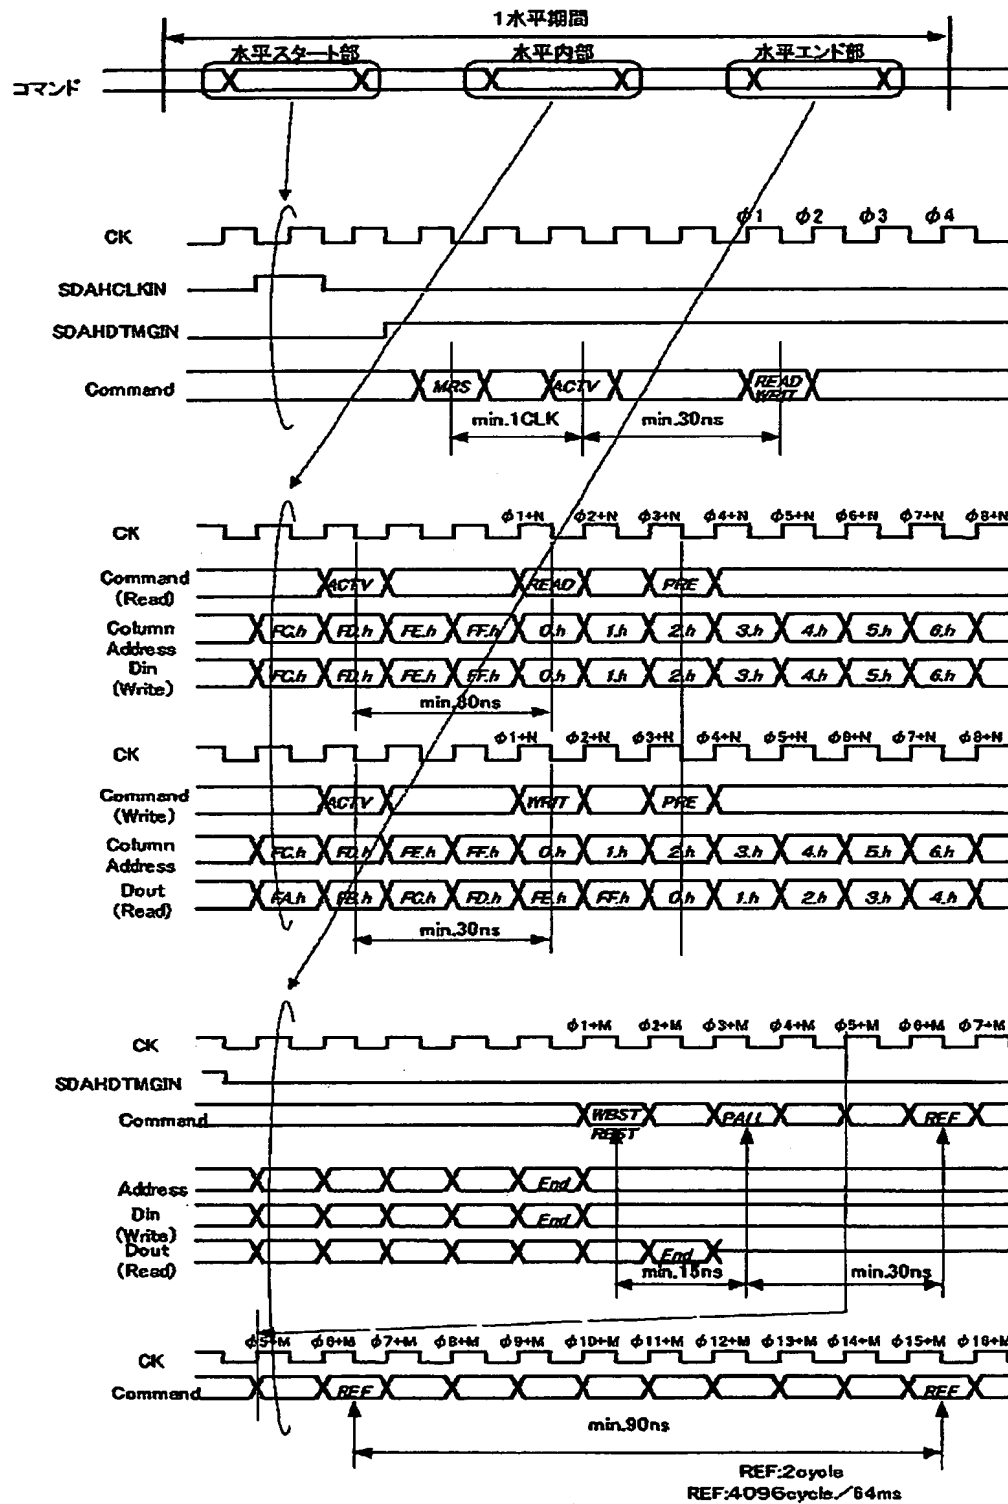 1水平期間
水平スタート部 水平内部 水平エンド部
コマンド
φ1 φ2 φ3 φ4
CK
SDAHCLKIN
SDAHDTMGIN
Command MRS ACTV READ
WRIT
min.1CLK min.30ns
φ1+N φ2+N φ3+N φ4+N φ5+N φ6+N φ7+N φ8+N
CK
Command
(Read) ACTV READ PRE
Column
Address FC.h FD.h FE.h FF.h 0.h 1.h 2.h 3.h 4.h 5.h 6.h
Din
(Write) FC.h FD.h FE.h FF.h 0.h 1.h 2.h 3.h 4.h 5.h 6.h
min.30ns
φ1+N φ2+N φ3+N φ4+N φ5+N φ6+N φ7+N φ8+N
CK
Command
(Write) ACTV WRIT PRE
Column
Address FC.h FD.h FE.h FF.h 0.h 1.h 2.h 3.h 4.h 5.h 6.h
Dout
(Read) FA.h FB.h FC.h FD.h FE.h FF.h 0.h 1.h 2.h 3.h 4.h
min.30ns
φ1+M φ2+M φ3+M φ4+M φ5+M φ6+M φ7+M
CK
SDAHDTMGIN
Command WBST PALL REF
RBST
Address End
Din
(Write) End
Dout
(Read) End
min.15ns min.30ns
φ5+M φ6+M φ7+M φ8+M φ9+M φ10+M φ11+M φ12+M φ13+M φ14+M φ15+M φ16+M
CK
Command REF REF
min.90ns
REF:2cycle
REF:4096cycle/64ms